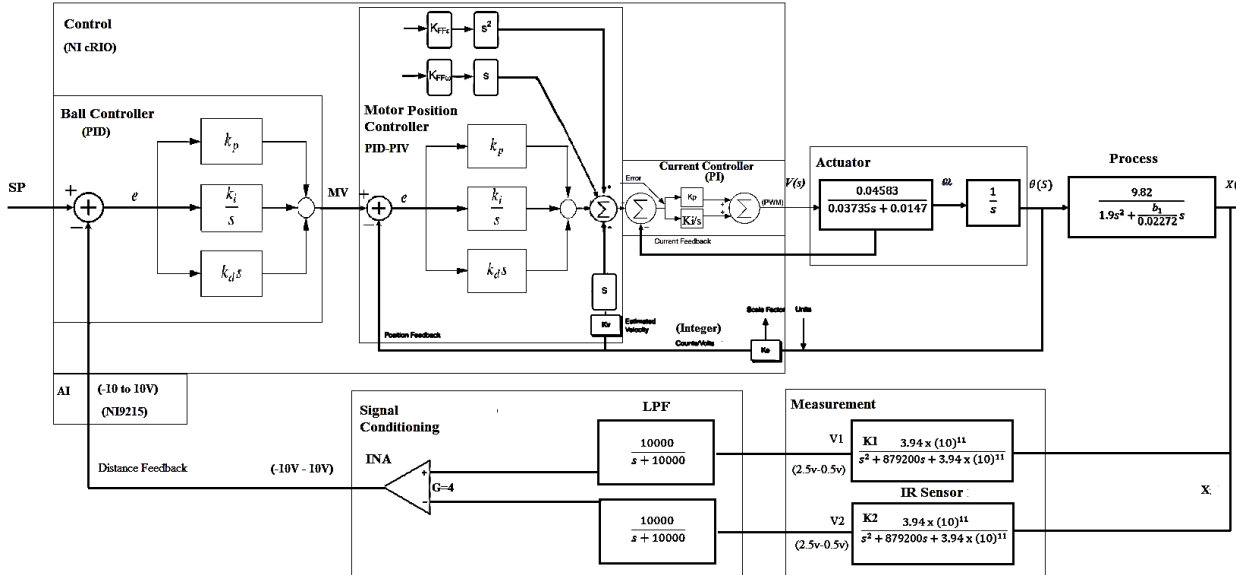 Control
(NI cRIO)
K_FFε
s²
K_FFω
s
Ball Controller
(PID)
Motor Position
Controller
PID-PIV
Current Controller
(PI)
Actuator
Process
SP
+
−
e
k_p
k_i
s
k_d s
MV
+
−
e
k_p
k_i
s
k_d s
Σ
Error
Σ
−
Kp
Ki/s
Σ
V(s)
(PWM)
Current Feedback
0.04583
0.03735s + 0.0147
ω
1
s
θ(S)
9.82
1.9s² + b₁/0.02272 s
X(
s
Kv
Estimated
Velocity
Position Feedback
(Integer)
Counts/Volts
Scale Factor
Units
AI
(-10 to 10V)
(NI9215)
Distance Feedback
(-10V - 10V)
Signal
Conditioning
INA
G=4
+
−
LPF
10000
s + 10000
10000
s + 10000
Measurement
V1
(2.5v-0.5v)
K1 3.94 x (10)¹¹
s² + 879200s + 3.94 x (10)¹¹
IR Sensor
V2
(2.5v-0.5v)
K2 3.94 x (10)¹¹
s² + 879200s + 3.94 x (10)¹¹
X